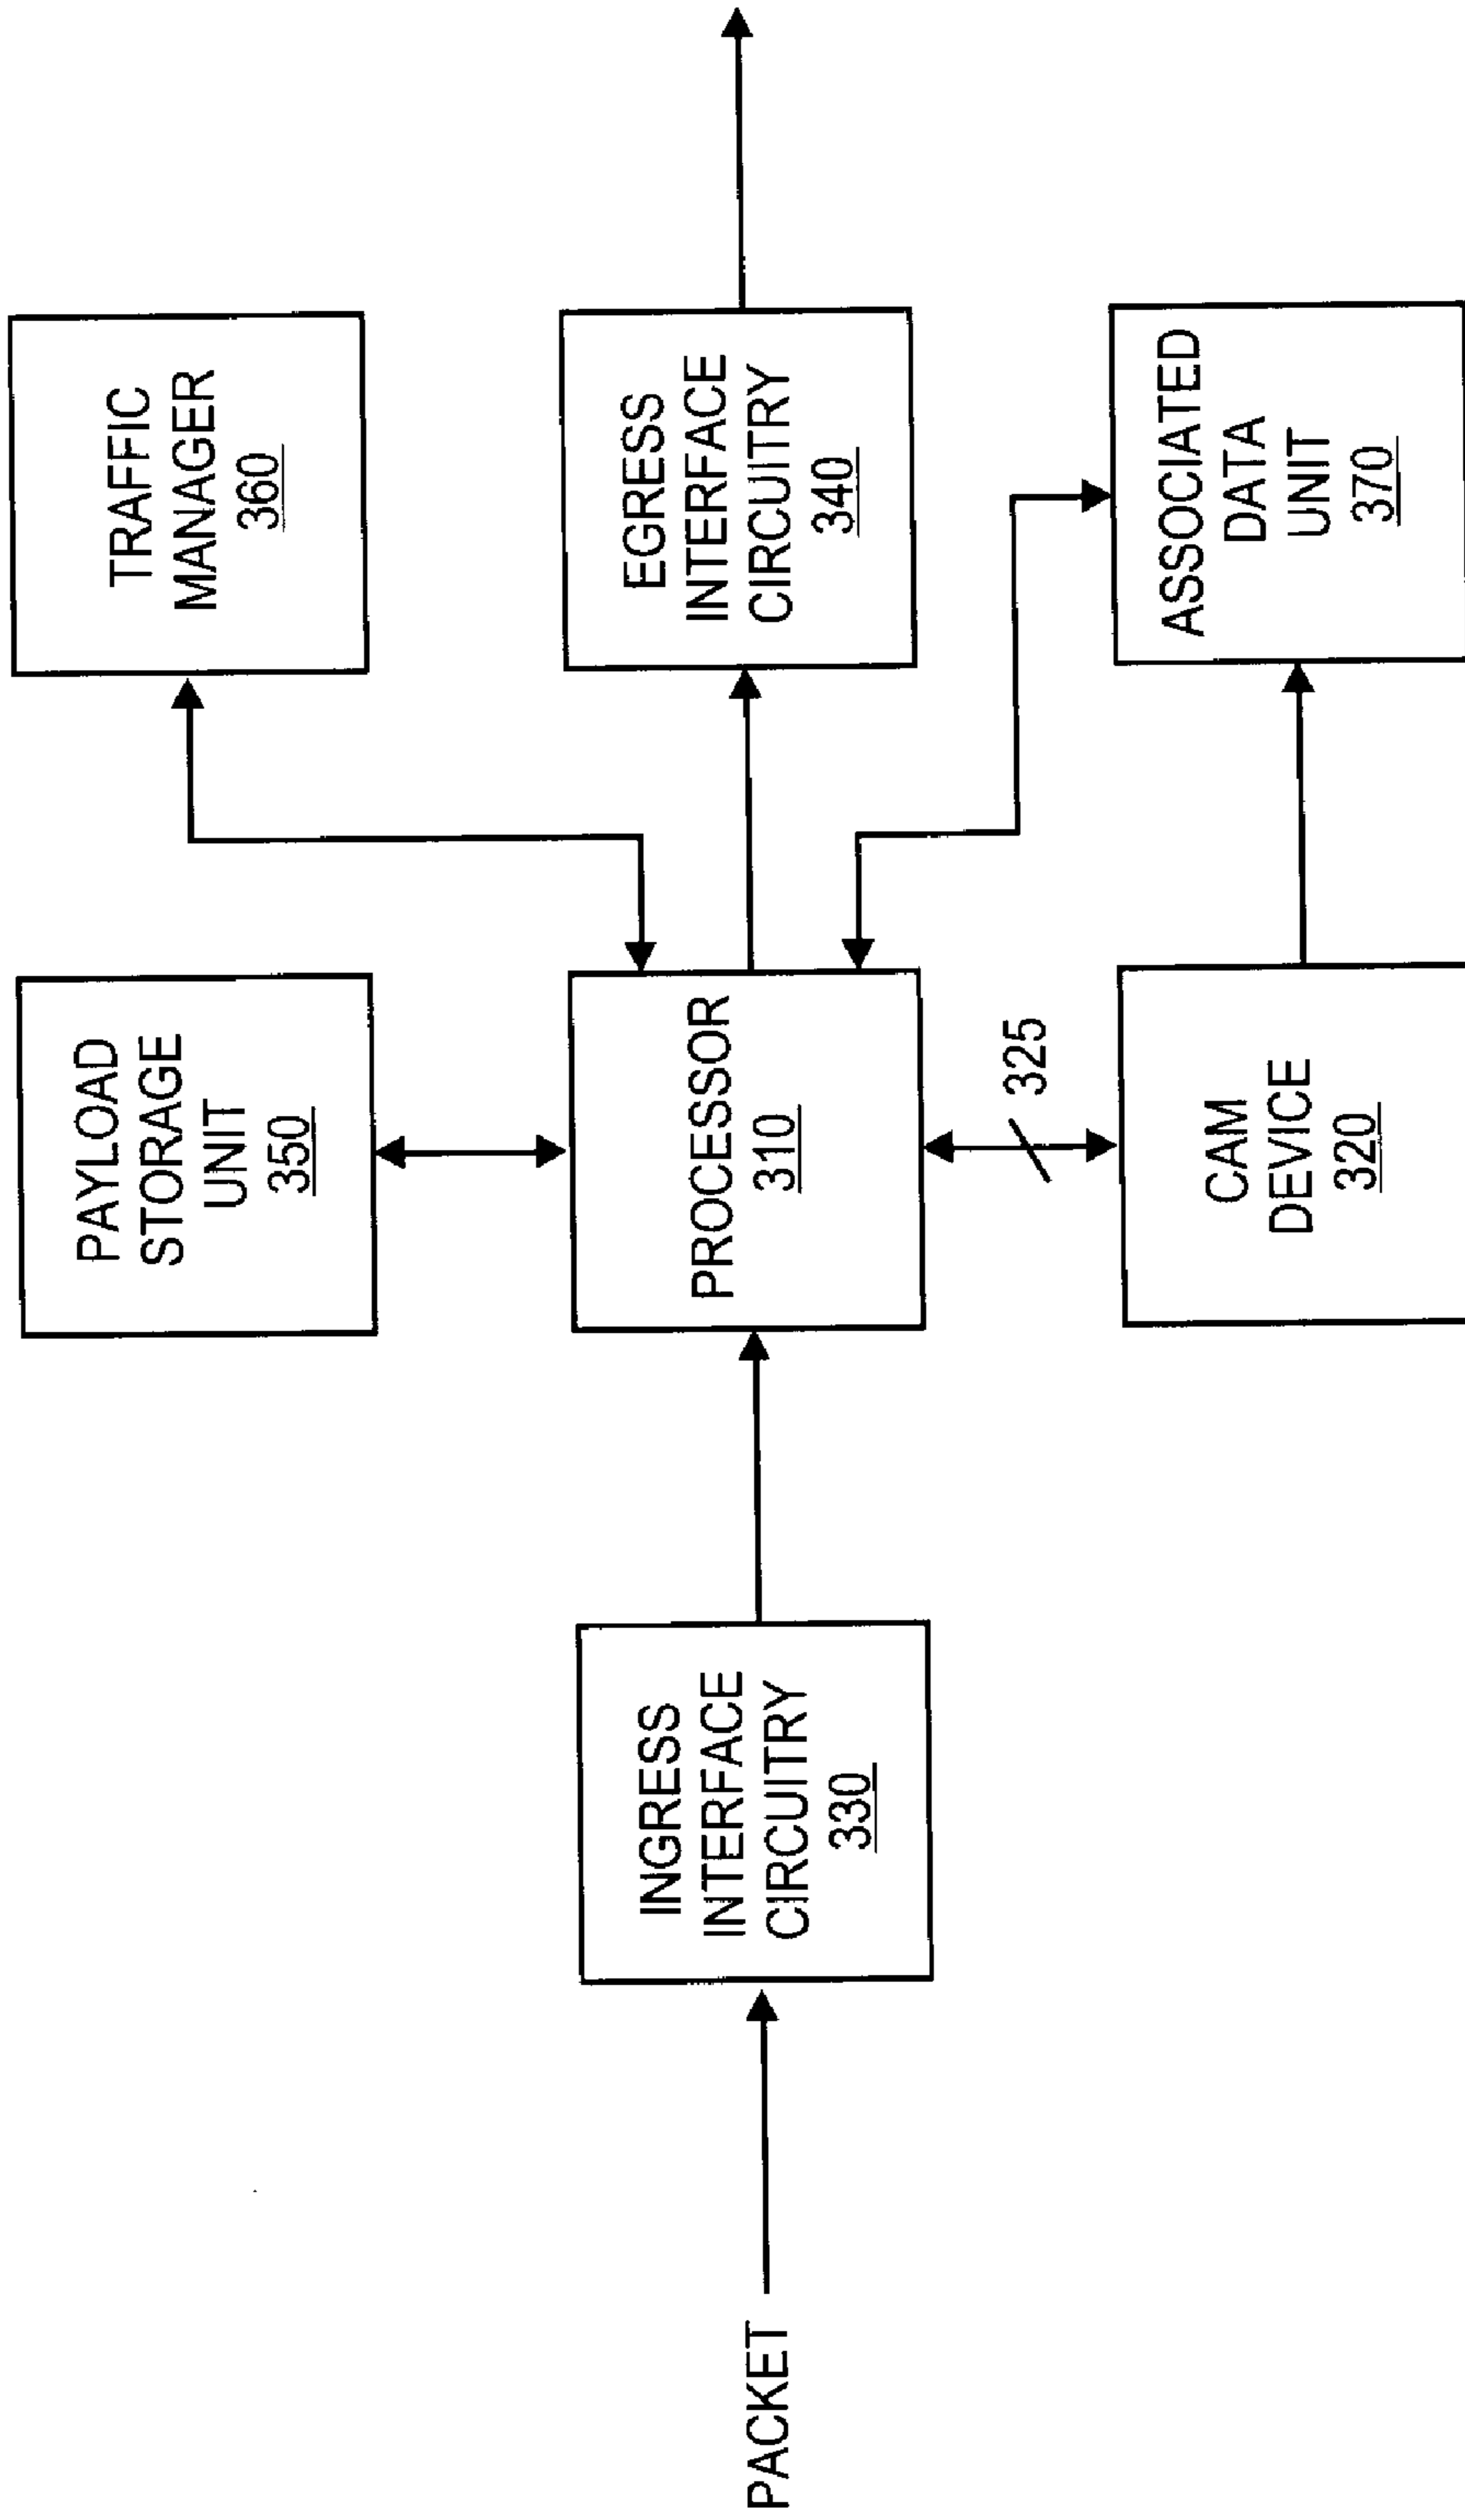 PAYLOAD
STORAGE
UNIT
350
TRAFFIC
MANAGER
360
PACKET
INGRESS
INTERFACE
CIRCUITRY
330
PROCESSOR
310
EGRESS
INTERFACE
CIRCUITRY
340
325
CAM
DEVICE
320
ASSOCIATED
DATA
UNIT
370